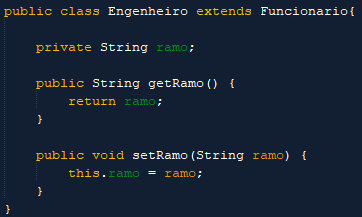 public class Engenheiro extends Funcionario{
private String ramo;
public String getRamo() {
return ramo;
}
public void setRamo(String ramo) {
this.ramo = ramo;
}
}